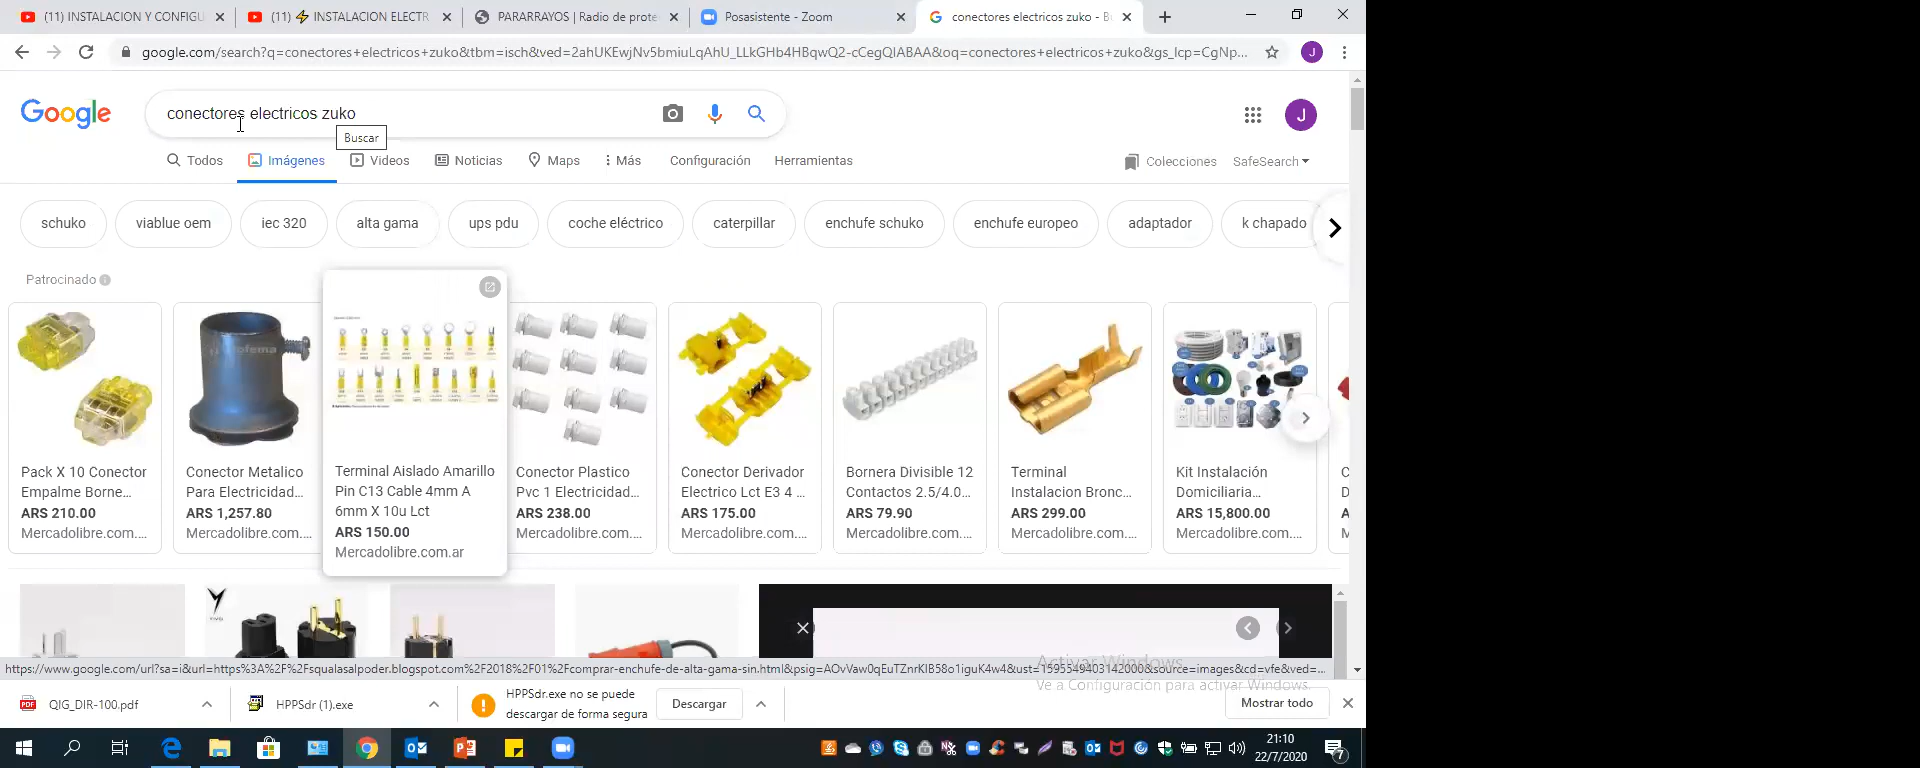 (11) INSTALACION Y CONFIGU
(11) ⚡ INSTALACION ELECTR
PARARRAYOS | Radio de prote
Posasistente - Zoom
conectores electricos zuko - Bu
google.com/search?q=conectores+electricos+zuko&tbm=isch&ved=2ahUKEwjNv5bmiuLqAhU_LLkGHb4HBqwQ2-cCegQIABAA&oq=conectores+electricos+zuko&gs_lcp=CgNp...
J
Google
conectores electricos zuko
J
Buscar
Todos
Imágenes
Videos
Noticias
Maps
Más
Configuración
Herramientas
Colecciones
SafeSearch
schuko
viablue oem
iec 320
alta gama
ups pdu
coche eléctrico
caterpillar
enchufe schuko
enchufe europeo
adaptador
k chapado
Patrocinado
Pack X 10 Conector
Empalme Borne...
ARS 210.00
Mercadolibre.com....
Conector Metalico
Para Electricidad...
ARS 1,257.80
Mercadolibre.com....
Terminal Aislado Amarillo
Pin C13 Cable 4mm A
6mm X 10u Lct
ARS 150.00
Mercadolibre.com.ar
Conector Plastico
Pvc 1 Electricidad...
ARS 238.00
Mercadolibre.com....
Conector Derivador
Electrico Lct E3 4 ...
ARS 175.00
Mercadolibre.com....
Bornera Divisible 12
Contactos 2.5/4.0...
ARS 79.90
Mercadolibre.com....
Terminal
Instalacion Bronc...
ARS 299.00
Mercadolibre.com....
Kit Instalación
Domiciliaria...
ARS 15,800.00
Mercadolibre.com....
https://www.google.com/url?sa=i&url=https%3A%2F%2Fsqualasalpoder.blogspot.com%2F2018%2F01%2Fcomprar-enchufe-de-alta-gama-sin.html&psig=AOvVaw0qEuTZnrKIB58o1iguK4w4&ust=1595549403142000&source=images&cd=vfe&ved=...
Activar Windows
Ve a Configuración para activar Windows.
QIG_DIR-100.pdf
HPPSdr (1).exe
HPPSdr.exe no se puede
descargar de forma segura
Descargar
Mostrar todo
21:10
22/7/2020
7